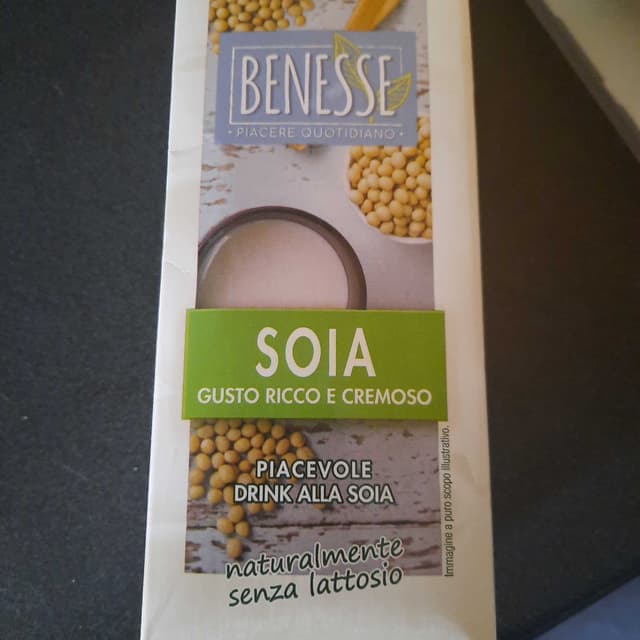 BENESSE
• PIACERE QUOTIDIANO •
SOIA
GUSTO RICCO E CREMOSO
PIACEVOLE
DRINK ALLA SOIA
naturalmente
senza lattosio
Immagine a puro scopo illustrativo.